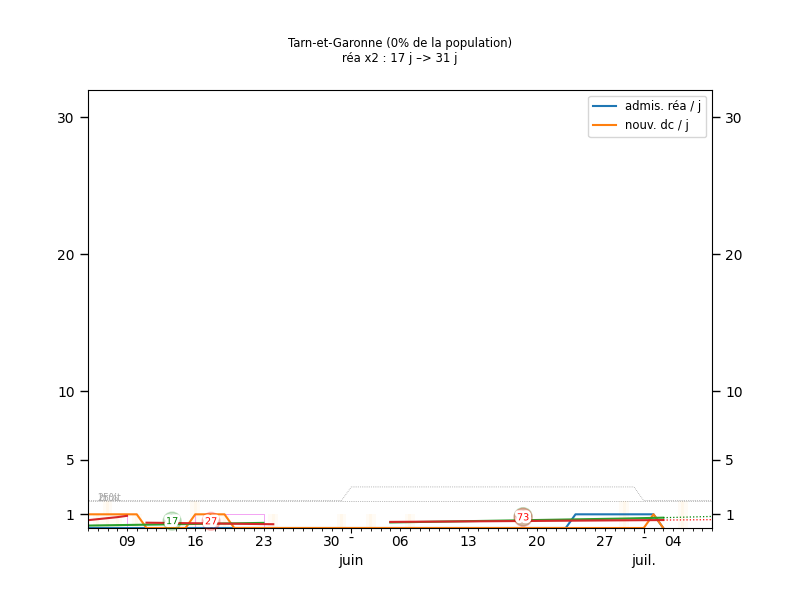 Tarn-et-Garonne (0% de la population)
réa x2 : 17 j –> 31 j
admis. réa / j
nouv. dc / j
30 30
20 20
10 10
5 5
1 1
17 27 73
09 16 23 30 - 06 13 20 27 - 04
juin juil.